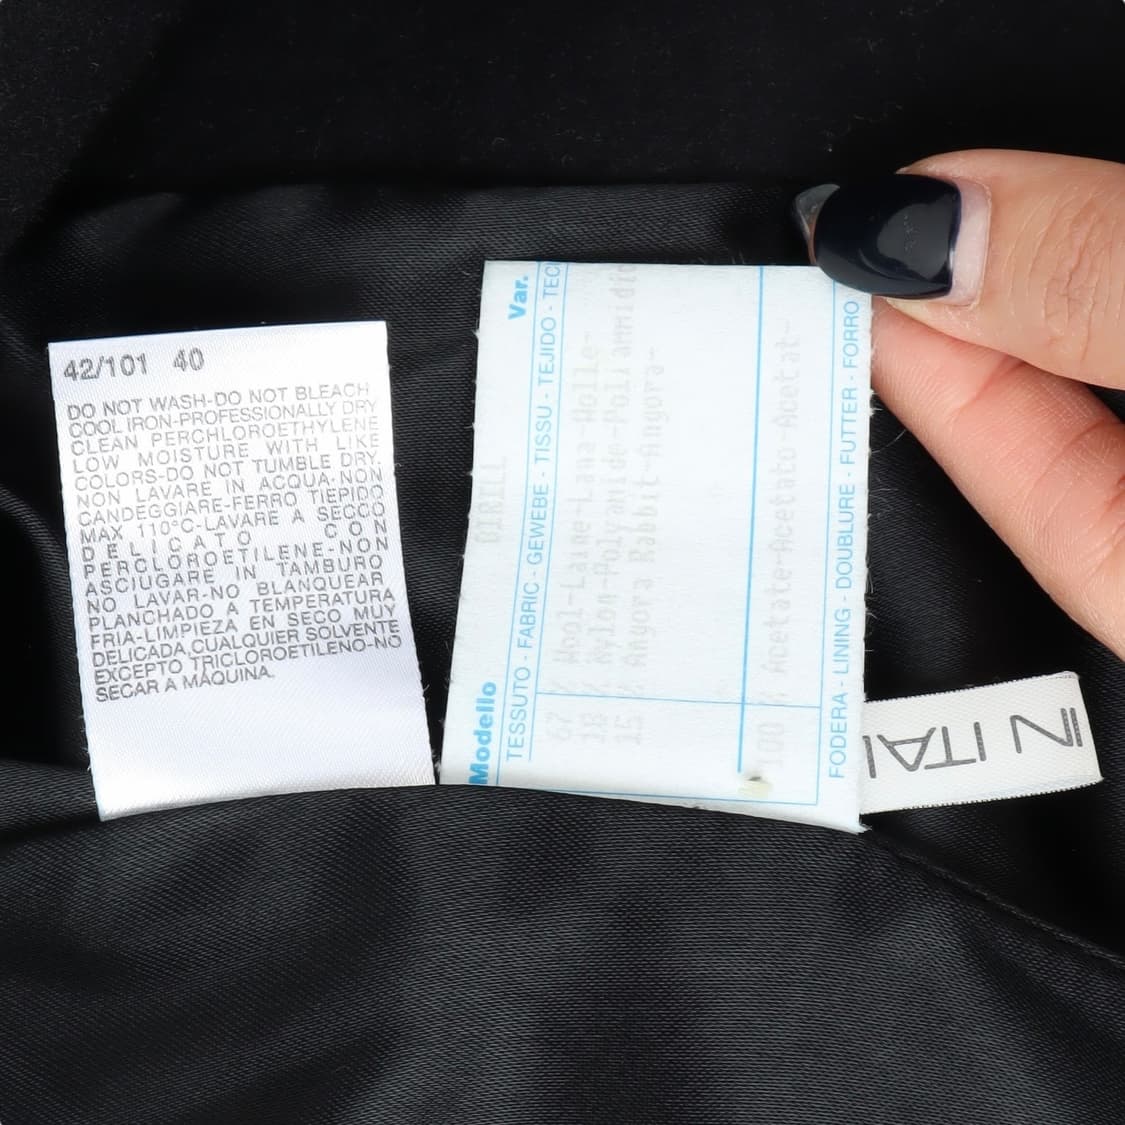 42/101 40
DO NOT WASH-DO NOT BLEACH,
COOL IRON-PROFESSIONALLY DRY
CLEAN PERCHLOROETHYLENE
LOW MOISTURE WITH LIKE
COLORS-DO NOT TUMBLE DRY.
NON LAVARE IN ACQUA-NON
CANDEGGIARE-FERRO TIEPIDO
MAX 110°C-LAVARE A SECCO
DELICATO CON
PERCLOROETILENE-NON
ASCIUGARE IN TAMBURO
NO LAVAR-NO BLANQUEAR
PLANCHADO A TEMPERATURA
FRIA-LIMPIEZA EN SECO MUY
DELICADA,CUALQUIER SOLVENTE
EXCEPTO TRICLOROETILENO-NO
SECAR A MAQUINA.
Modello Var.
TESSUTO - FABRIC - GEWEBE - TISSU - TEJIDO - TEC
67 % Wool-Laine-Lana-Wolle-
18 % Nylon-Polyamide-Poliammidic
15 % Angora Rabbit-Angora-
100 % Acetate-Acetato-Acetat-
FODERA - LINING - DOUBLURE - FUTTER - FORRO
IN ITAL